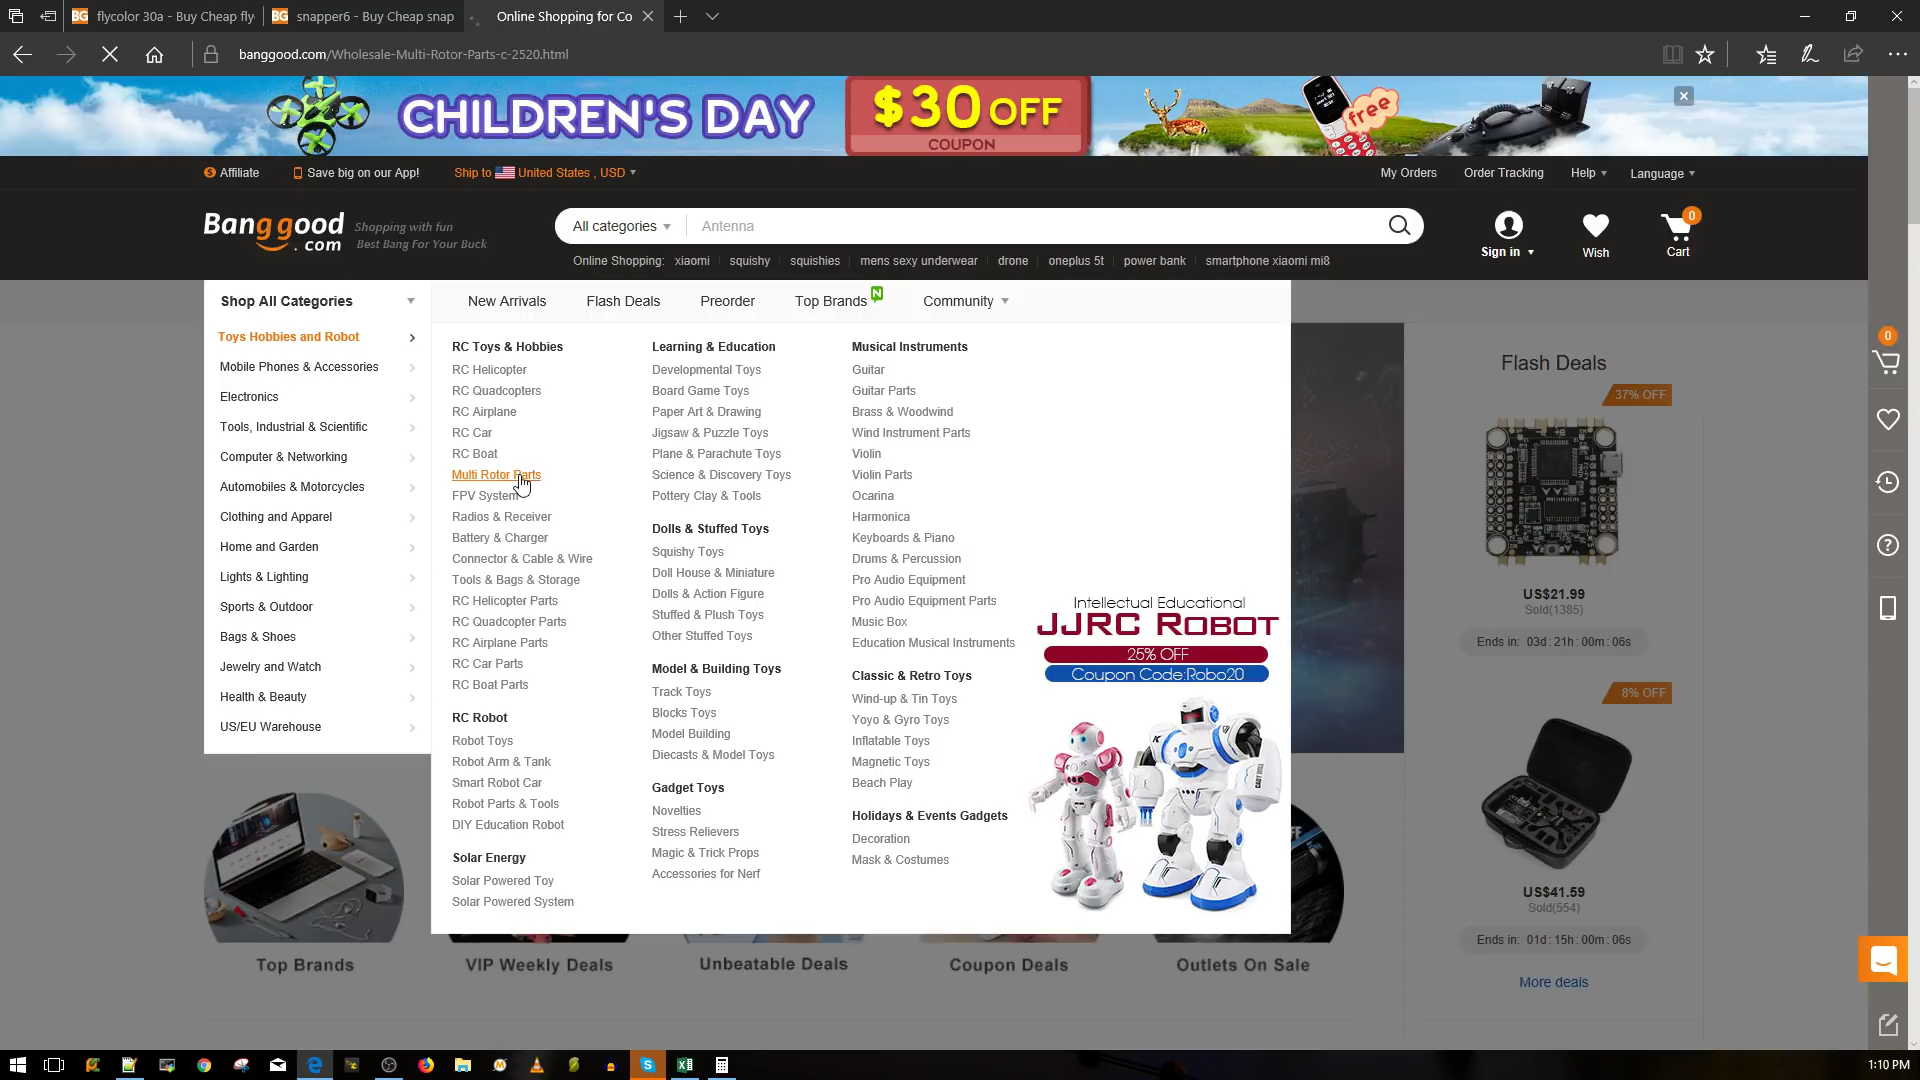 flycolor 30a - Buy Cheap fly
snapper6 - Buy Cheap snap
Online Shopping for Co
banggood.com/Wholesale-Multi-Rotor-Parts-c-2520.html
CHILDREN'S DAY
$30 OFF
COUPON
free
Affiliate
Save big on our App!
Ship to United States , USD
My Orders
Order Tracking
Help
Language
Banggood
.com
Shopping with fun
Best Bang For Your Buck
All categories
Antenna
Sign in
Wish
0
Cart
Online Shopping: xiaomi squishy squishies mens sexy underwear drone oneplus 5t power bank smartphone xiaomi mi8
Shop All Categories
New Arrivals
Flash Deals
Preorder
Top Brands
N
Community
Toys Hobbies and Robot
Mobile Phones & Accessories
Electronics
Tools, Industrial & Scientific
Computer & Networking
Automobiles & Motorcycles
Clothing and Apparel
Home and Garden
Lights & Lighting
Sports & Outdoor
Bags & Shoes
Jewelry and Watch
Health & Beauty
US/EU Warehouse
RC Toys & Hobbies
RC Helicopter
RC Quadcopters
RC Airplane
RC Car
RC Boat
Multi Rotor Parts
FPV System
Radios & Receiver
Battery & Charger
Connector & Cable & Wire
Tools & Bags & Storage
RC Helicopter Parts
RC Quadcopter Parts
RC Airplane Parts
RC Car Parts
RC Boat Parts
RC Robot
Robot Toys
Robot Arm & Tank
Smart Robot Car
Robot Parts & Tools
DIY Education Robot
Solar Energy
Solar Powered Toy
Solar Powered System
Learning & Education
Developmental Toys
Board Game Toys
Paper Art & Drawing
Jigsaw & Puzzle Toys
Plane & Parachute Toys
Science & Discovery Toys
Pottery Clay & Tools
Dolls & Stuffed Toys
Squishy Toys
Doll House & Miniature
Dolls & Action Figure
Stuffed & Plush Toys
Other Stuffed Toys
Model & Building Toys
Track Toys
Blocks Toys
Model Building
Diecasts & Model Toys
Gadget Toys
Novelties
Stress Relievers
Magic & Trick Props
Accessories for Nerf
Musical Instruments
Guitar
Guitar Parts
Brass & Woodwind
Wind Instrument Parts
Violin
Violin Parts
Ocarina
Harmonica
Keyboards & Piano
Drums & Percussion
Pro Audio Equipment
Pro Audio Equipment Parts
Music Box
Education Musical Instruments
Classic & Retro Toys
Wind-up & Tin Toys
Yoyo & Gyro Toys
Inflatable Toys
Magnetic Toys
Beach Play
Holidays & Events Gadgets
Decoration
Mask & Costumes
Intellectual Educational
JJRC ROBOT
25% OFF
Coupon Code:Robo20
Flash Deals
37% OFF
US$21.99
Sold(1385)
Ends in: 03d : 21h : 00m : 06s
8% OFF
US$41.59
Sold(554)
Ends in: 01d : 15h : 00m : 06s
More deals
0
Top Brands
VIP Weekly Deals
Unbeatable Deals
Coupon Deals
Outlets On Sale
1:10 PM